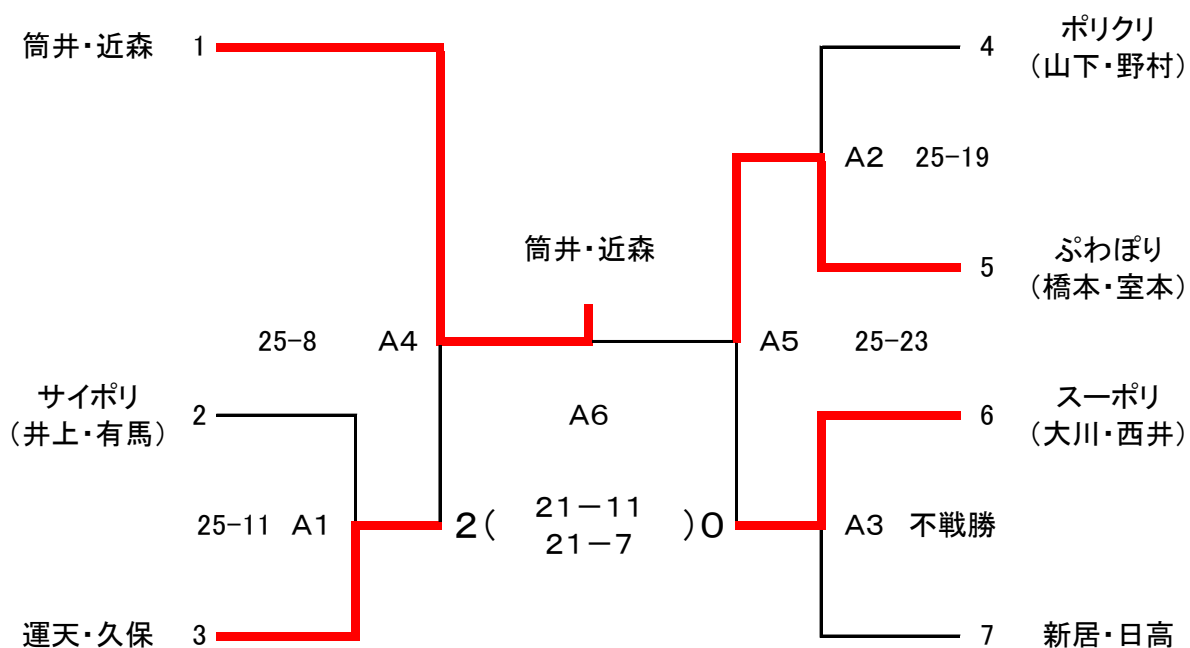 筒井・近森 1
4 ポリクリ
(山下・野村)
A2 25-19
筒井・近森
5 ぷわぽり
(橋本・室本)
25-8 A4
A5 25-23
サイポリ
(井上・有馬) 2
A6
6 スーポリ
(大川・西井)
25-11 A1
2( 21-11
21-7 )0
A3 不戦勝
運天・久保 3
7 新居・日高